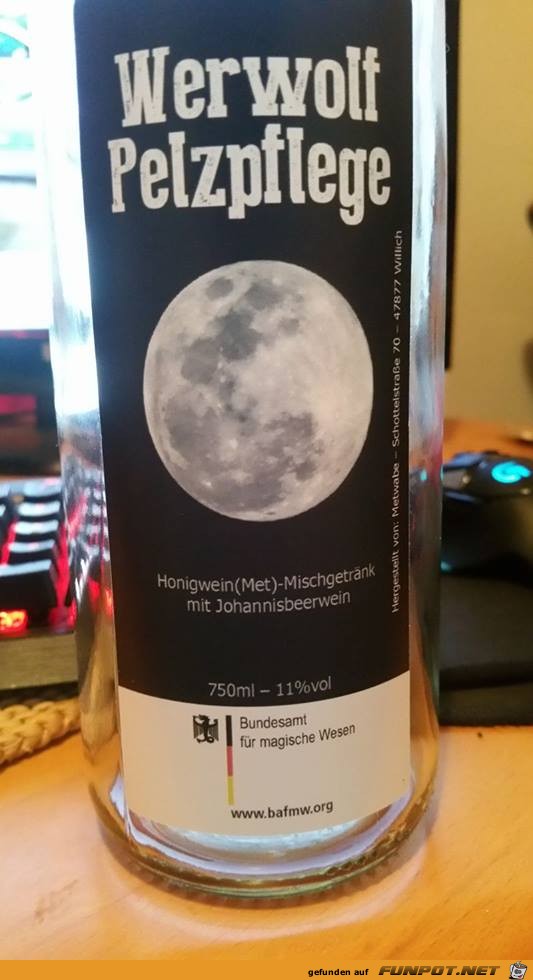 Werwolf
Pelzpflege
Hergestellt von: Metwabe – Schottelstraße 70 – 47877 Willich
Honigwein(Met)-Mischgetränk
mit Johannisbeerwein
750ml – 11%vol
Bundesamt
für magische Wesen
www.bafmw.org
gefunden auf FUNPOT.NET